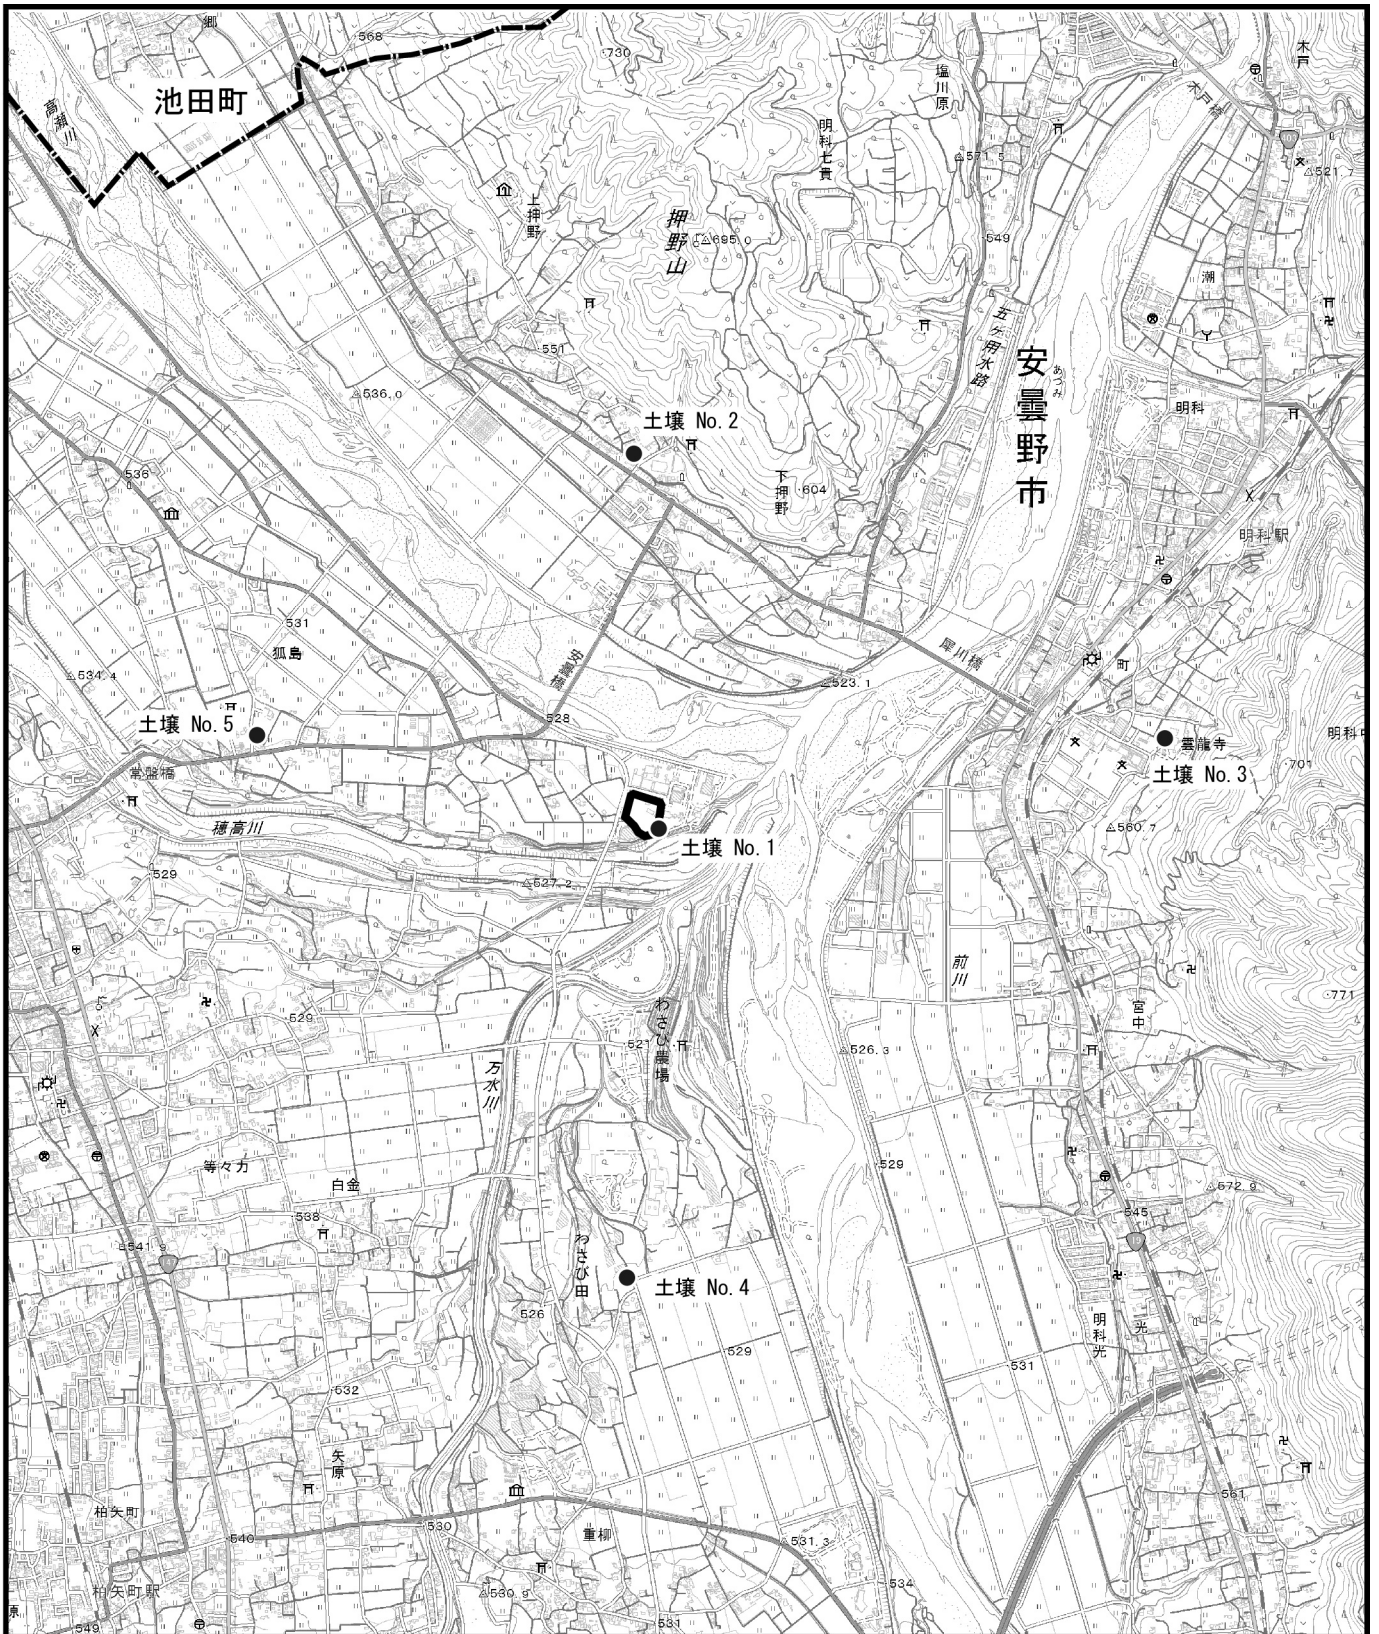 郷
568
池田町
高瀬川
730
塩川原
木戸
木戸橋
明科七貴
571.5
521.7
上押野
押野山
695.0
549
潮
551
五ヶ用水路
安曇野市
あづみ
536.0
明科
土壌 No.2
536
下押野
604
明科駅
531
狐島
安曇橋
犀川橋
町
534.4
523.1
土壌 No.5
528
雲龍寺
明科中
701
土壌 No.3
常盤橋
穂高川
土壌 No.1
560.7
529
527.2
前川
771
宮中
529
わさび農場
521
526.3
万水川
等々力
白金
529
572.9
538
545
541.9
わさび田
土壌 No.4
526
明科光
光
529
531
532
矢原
561
柏矢町
540
530
重柳
531.3
柏矢町駅
530.9
534
原
549
531